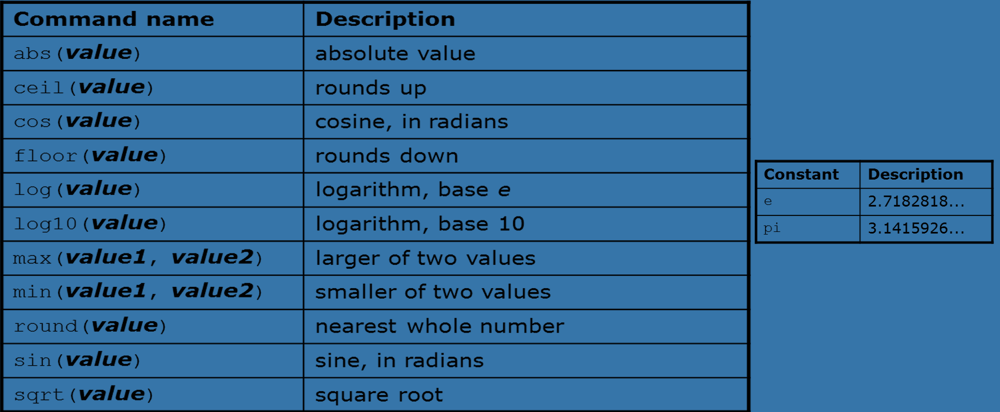 Command name Description
abs(value) absolute value
ceil(value) rounds up
cos(value) cosine, in radians
floor(value) rounds down
log(value) logarithm, base e
log10(value) logarithm, base 10
max(value1, value2) larger of two values
min(value1, value2) smaller of two values
round(value) nearest whole number
sin(value) sine, in radians
sqrt(value) square root
Constant Description
e 2.7182818...
pi 3.1415926...